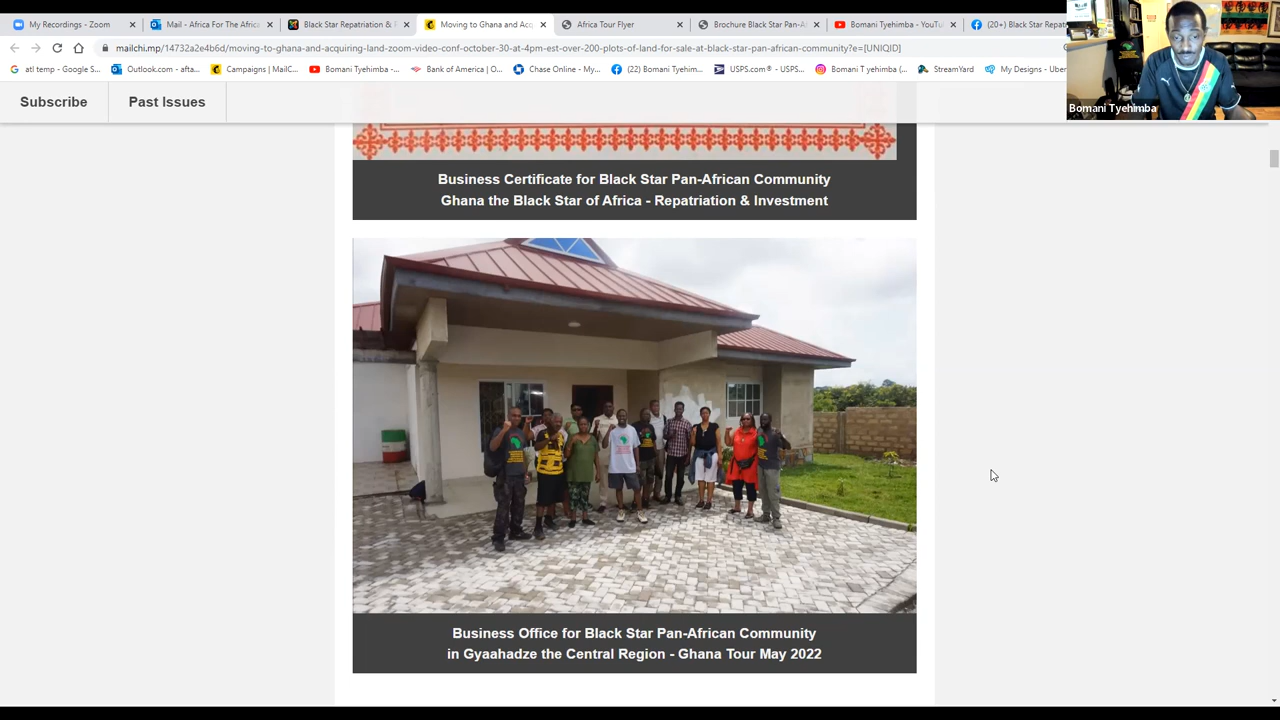 My Recordings - Zoom
Mail - Africa For The Africa
Black Star Repatriation & F
Moving to Ghana and Acq
Africa Tour Flyer
Brochure Black Star Pan-A
Bomani Tyehimba - YouTu
(20+) Black Star Repat
mailchi.mp/14732a2e4b6d/moving-to-ghana-and-acquiring-land-zoom-video-conf-october-30-at-4pm-est-over-200-plots-of-land-for-sale-at-black-star-pan-african-community?e=[UNIQID]
atl temp - Google S...
Outlook.com - afta...
Campaigns | MailC...
Bomani Tyehimba -...
Bank of America | O...
Chase Online - My...
(22) Bomani Tyehim...
USPS.com® - USPS...
Bomani T yehimba (...
StreamYard
My Designs - Uber
Bomani Tyehimba
Subscribe
Past Issues
Business Certificate for Black Star Pan-African Community
Ghana the Black Star of Africa - Repatriation & Investment
Business Office for Black Star Pan-African Community
in Gyaahadze the Central Region - Ghana Tour May 2022